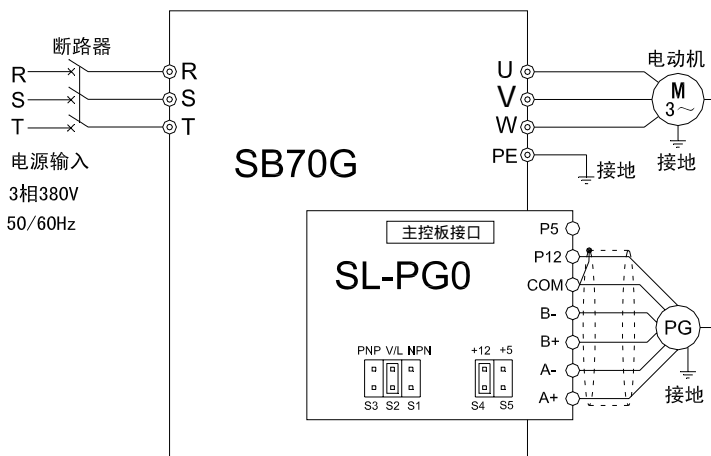 断路器
R
S
T
R
S
T
电源输入
3相380V
50/60Hz
SB70G
U
V
W
PE
电动机
M
3～
接地
接地
主控板接口
SL-PG0
P5
P12
COM
B-
B+
A-
A+
PNP V/L NPN
S3 S2 S1
+12 +5
S4 S5
PG
接地